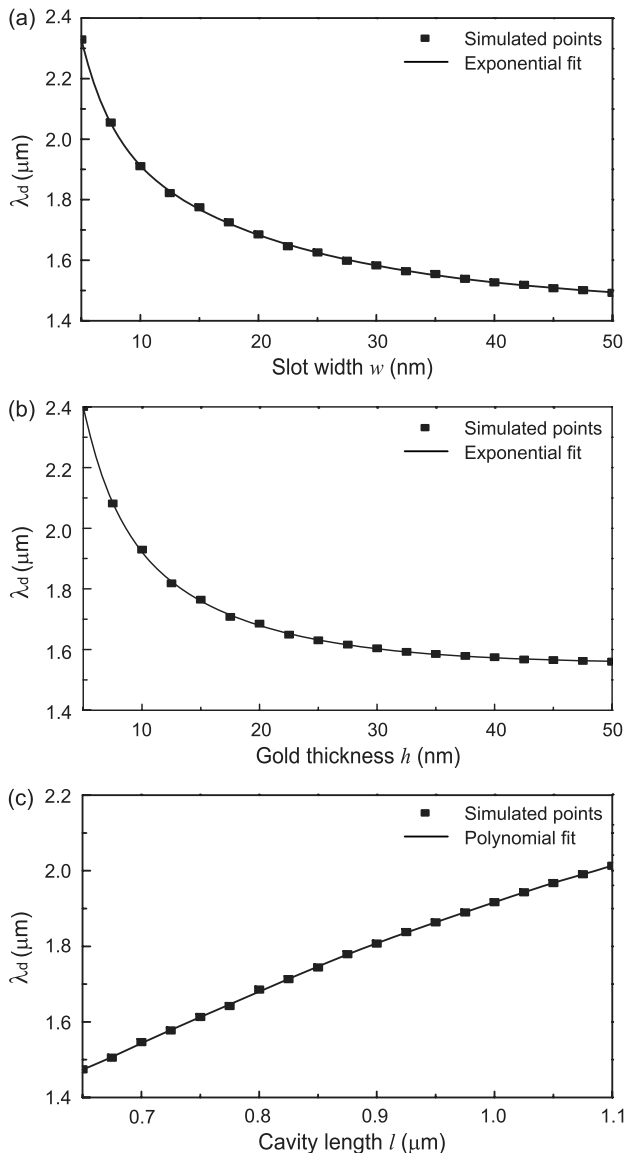 (a)
2.4
2.2
2.0
1.8
1.6
1.4
λd (μm)
Simulated points
Exponential fit
10 20 30 40 50
Slot width w (nm)
(b)
2.4
2.2
2.0
1.8
1.6
1.4
λd (μm)
Simulated points
Exponential fit
10 20 30 40 50
Gold thickness h (nm)
(c)
2.2
2.0
1.8
1.6
1.4
λd (μm)
Simulated points
Polynomial fit
0.7 0.8 0.9 1.0 1.1
Cavity length l (μm)